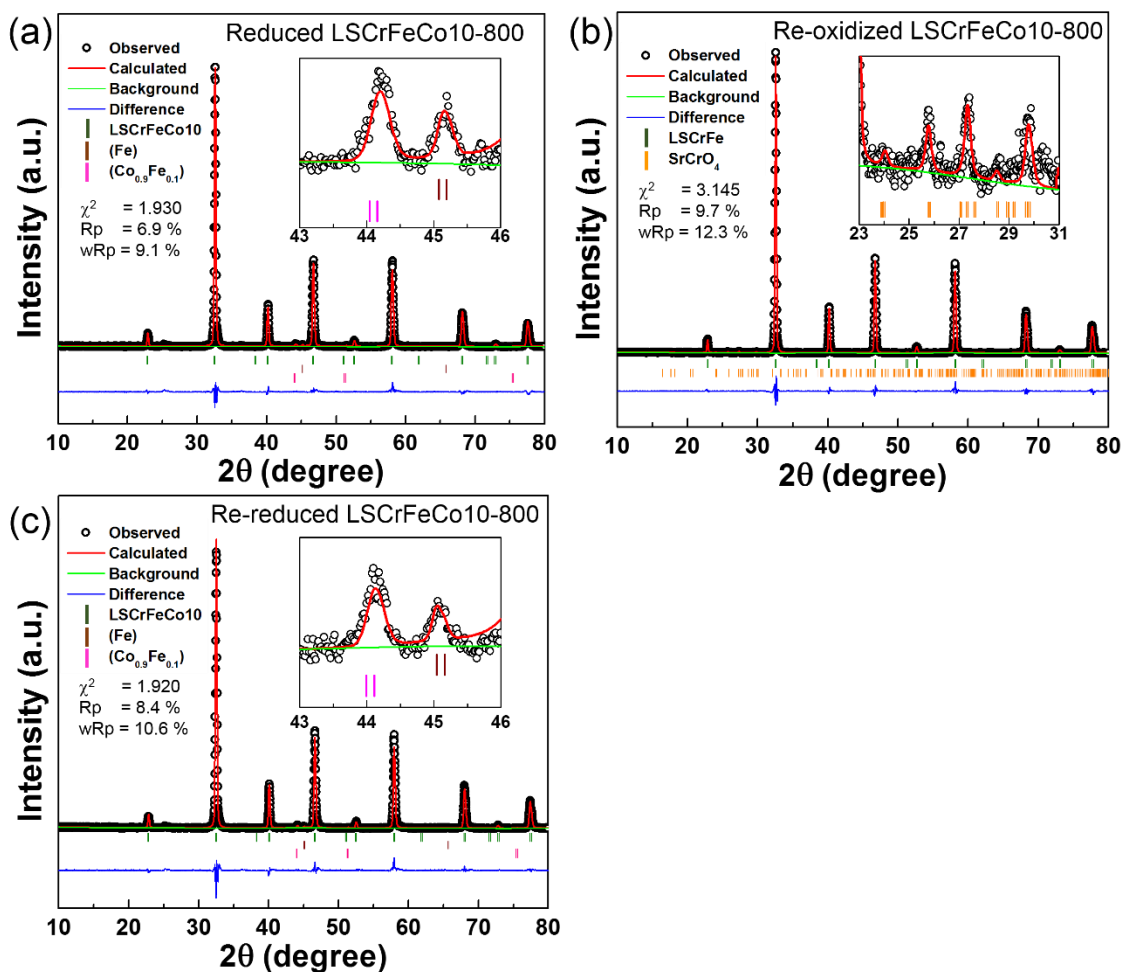 (a)
Reduced LSCrFeCo10-800
Observed
Calculated
Background
Difference
LSCrFeCo10
(Fe)
(Co0.9Fe0.1)
χ2 = 1.930
Rp = 6.9 %
wRp = 9.1 %
43 44 45 46
Intensity (a.u.)
10 20 30 40 50 60 70 80
2θ (degree)
(b)
Re-oxidized LSCrFeCo10-800
Observed
Calculated
Background
Difference
LSCrFe
SrCrO4
χ2 = 3.145
Rp = 9.7 %
wRp = 12.3 %
23 25 27 29 31
Intensity (a.u.)
10 20 30 40 50 60 70 80
2θ (degree)
(c)
Re-reduced LSCrFeCo10-800
Observed
Calculated
Background
Difference
LSCrFeCo10
(Fe)
(Co0.9Fe0.1)
χ2 = 1.920
Rp = 8.4 %
wRp = 10.6 %
43 44 45 46
Intensity (a.u.)
10 20 30 40 50 60 70 80
2θ (degree)